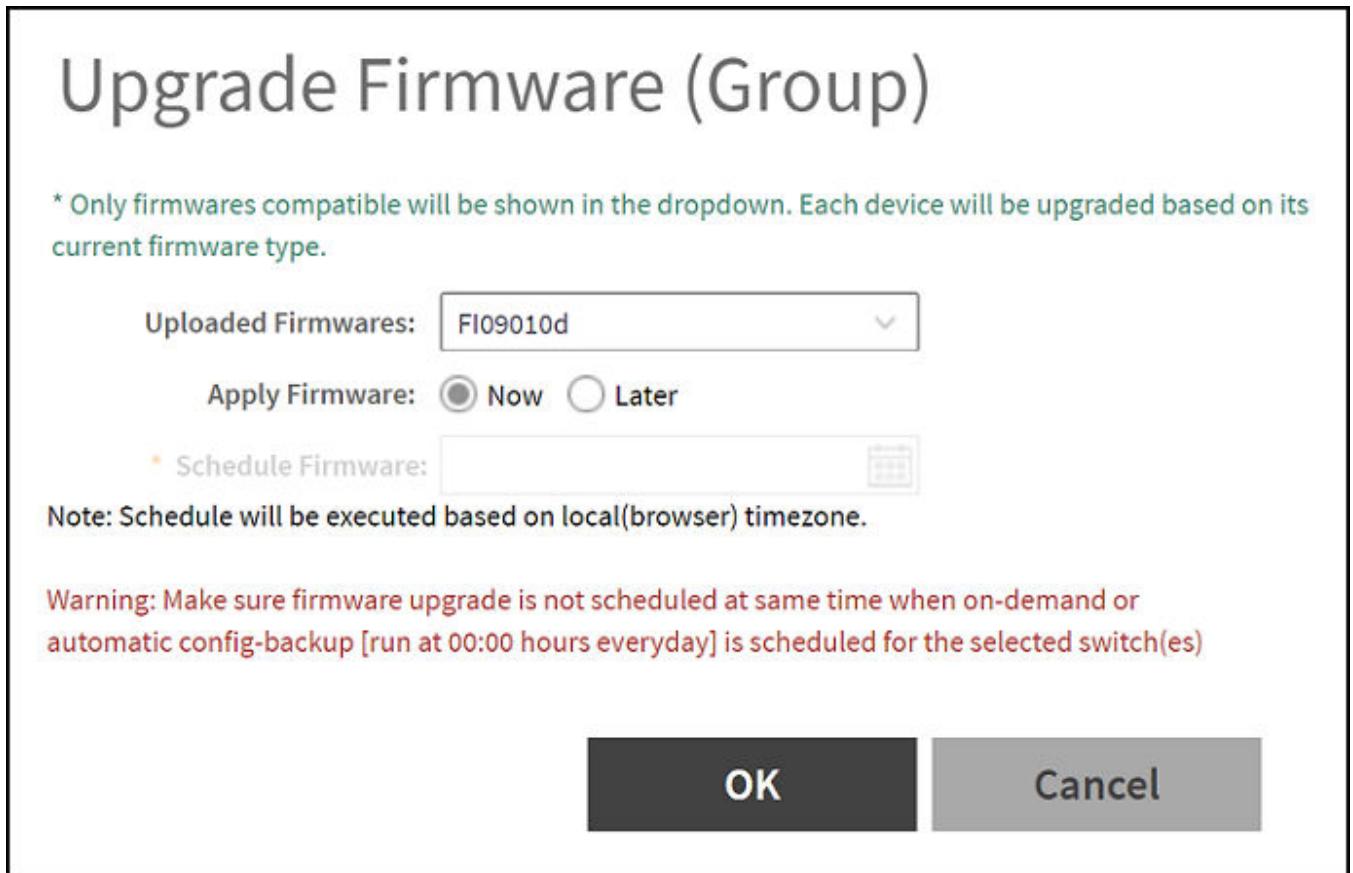 Upgrade Firmware (Group)
* Only firmwares compatible will be shown in the dropdown. Each device will be upgraded based on its
current firmware type.
Uploaded Firmwares: FI09010d
Apply Firmware: Now Later
* Schedule Firmware:
Note: Schedule will be executed based on local(browser) timezone.
Warning: Make sure firmware upgrade is not scheduled at same time when on-demand or
automatic config-backup [run at 00:00 hours everyday] is scheduled for the selected switch(es)
OK Cancel